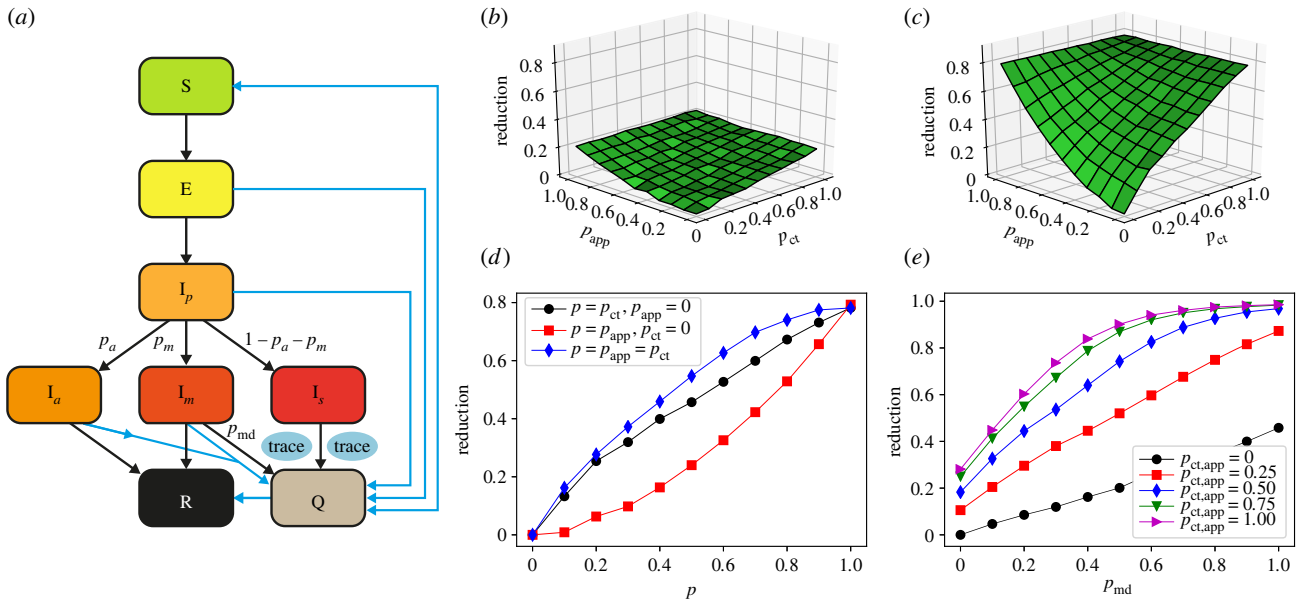 (a)
S
E
I_p
p_a
p_m
1 – p_a – p_m
I_a
I_m
I_s
p_md
trace
trace
R
Q
(b)
reduction
0.8
0.6
0.4
0.2
0
1.0
0.8
0.6
0.4
0.2
0
0.2
0.4
0.6
0.8
1.0
p_app
p_ct
(c)
reduction
0.8
0.6
0.4
0.2
0
1.0
0.8
0.6
0.4
0.2
0
0.2
0.4
0.6
0.8
1.0
p_app
p_ct
(d)
p = p_ct, p_app = 0
p = p_app, p_ct = 0
p = p_app = p_ct
reduction
0.8
0.6
0.4
0.2
0
0 0.2 0.4 0.6 0.8 1.0
p
(e)
reduction
1.0
0.8
0.6
0.4
0.2
0
p_ct,app = 0
p_ct,app = 0.25
p_ct,app = 0.50
p_ct,app = 0.75
p_ct,app = 1.00
0 0.2 0.4 0.6 0.8 1.0
p_md